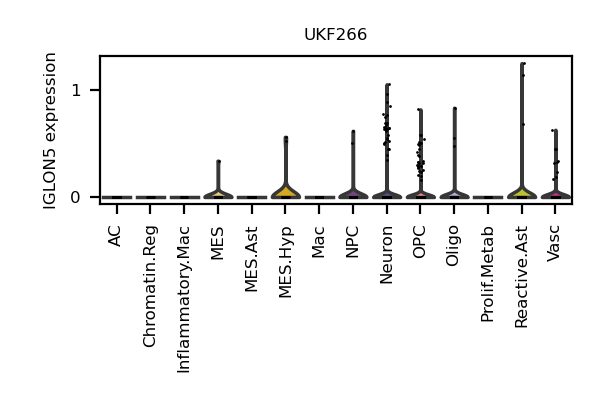 UKF266
IGLON5 expression
1
0
AC
Chromatin.Reg
Inflammatory.Mac
MES
MES.Ast
MES.Hyp
Mac
NPC
Neuron
OPC
Oligo
Prolif.Metab
Reactive.Ast
Vasc